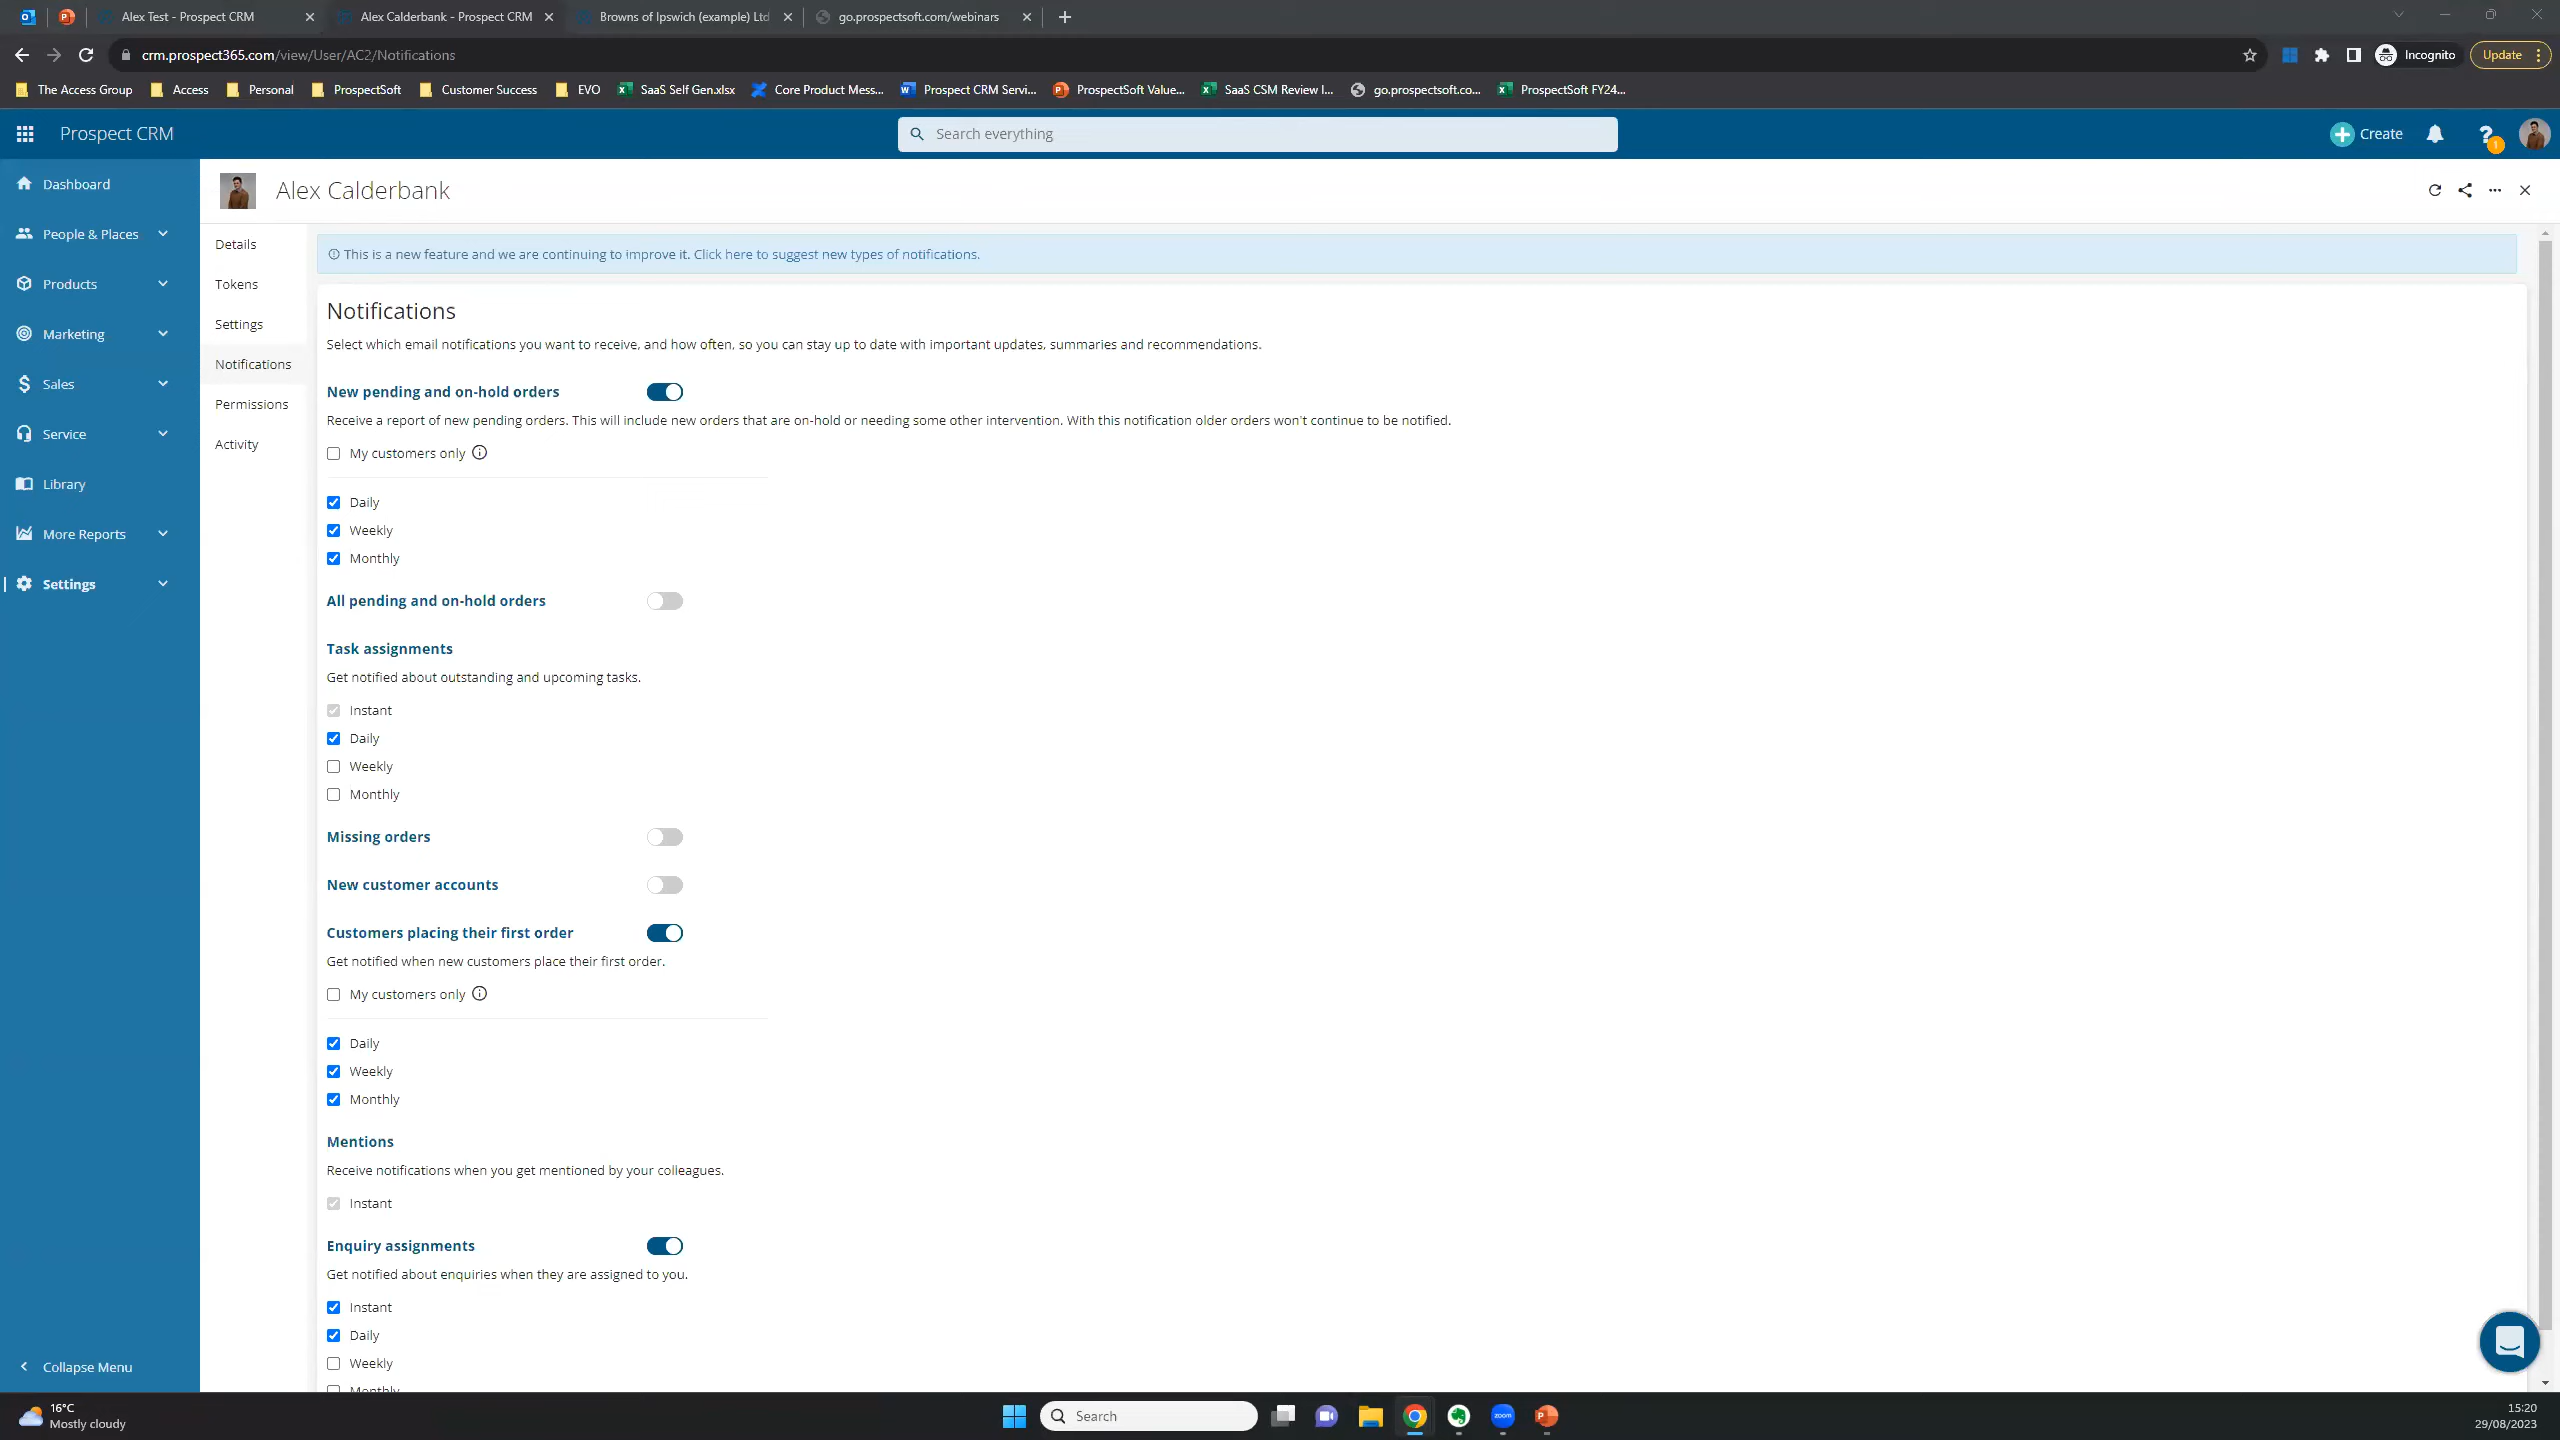 Alex Test - Prospect CRM
Alex Calderbank - Prospect CRM
Browns of Ipswich (example) Ltd
go.prospectsoft.com/webinars
crm.prospect365.com/view/User/AC2/Notifications
Incognito
Update
The Access Group
Access
Personal
ProspectSoft
Customer Success
EVO
SaaS Self Gen.xlsx
Core Product Mess...
Prospect CRM Servi...
ProspectSoft Value...
SaaS CSM Review I...
go.prospectsoft.co...
ProspectSoft FY24...
Prospect CRM
Search everything
Create
1
Dashboard
People & Places
Products
Marketing
Sales
Service
Library
More Reports
Settings
Collapse Menu
Alex Calderbank
Details
Tokens
Settings
Notifications
Permissions
Activity
This is a new feature and we are continuing to improve it. Click here to suggest new types of notifications.
Notifications
Select which email notifications you want to receive, and how often, so you can stay up to date with important updates, summaries and recommendations.
New pending and on-hold orders
Receive a report of new pending orders. This will include new orders that are on-hold or needing some other intervention. With this notification older orders won't continue to be notified.
My customers only
Daily
Weekly
Monthly
All pending and on-hold orders
Task assignments
Get notified about outstanding and upcoming tasks.
Instant
Daily
Weekly
Monthly
Missing orders
New customer accounts
Customers placing their first order
Get notified when new customers place their first order.
My customers only
Daily
Weekly
Monthly
Mentions
Receive notifications when you get mentioned by your colleagues.
Instant
Enquiry assignments
Get notified about enquiries when they are assigned to you.
Instant
Daily
Weekly
Monthly
16°C
Mostly cloudy
Search
zoom
15:20
29/08/2023